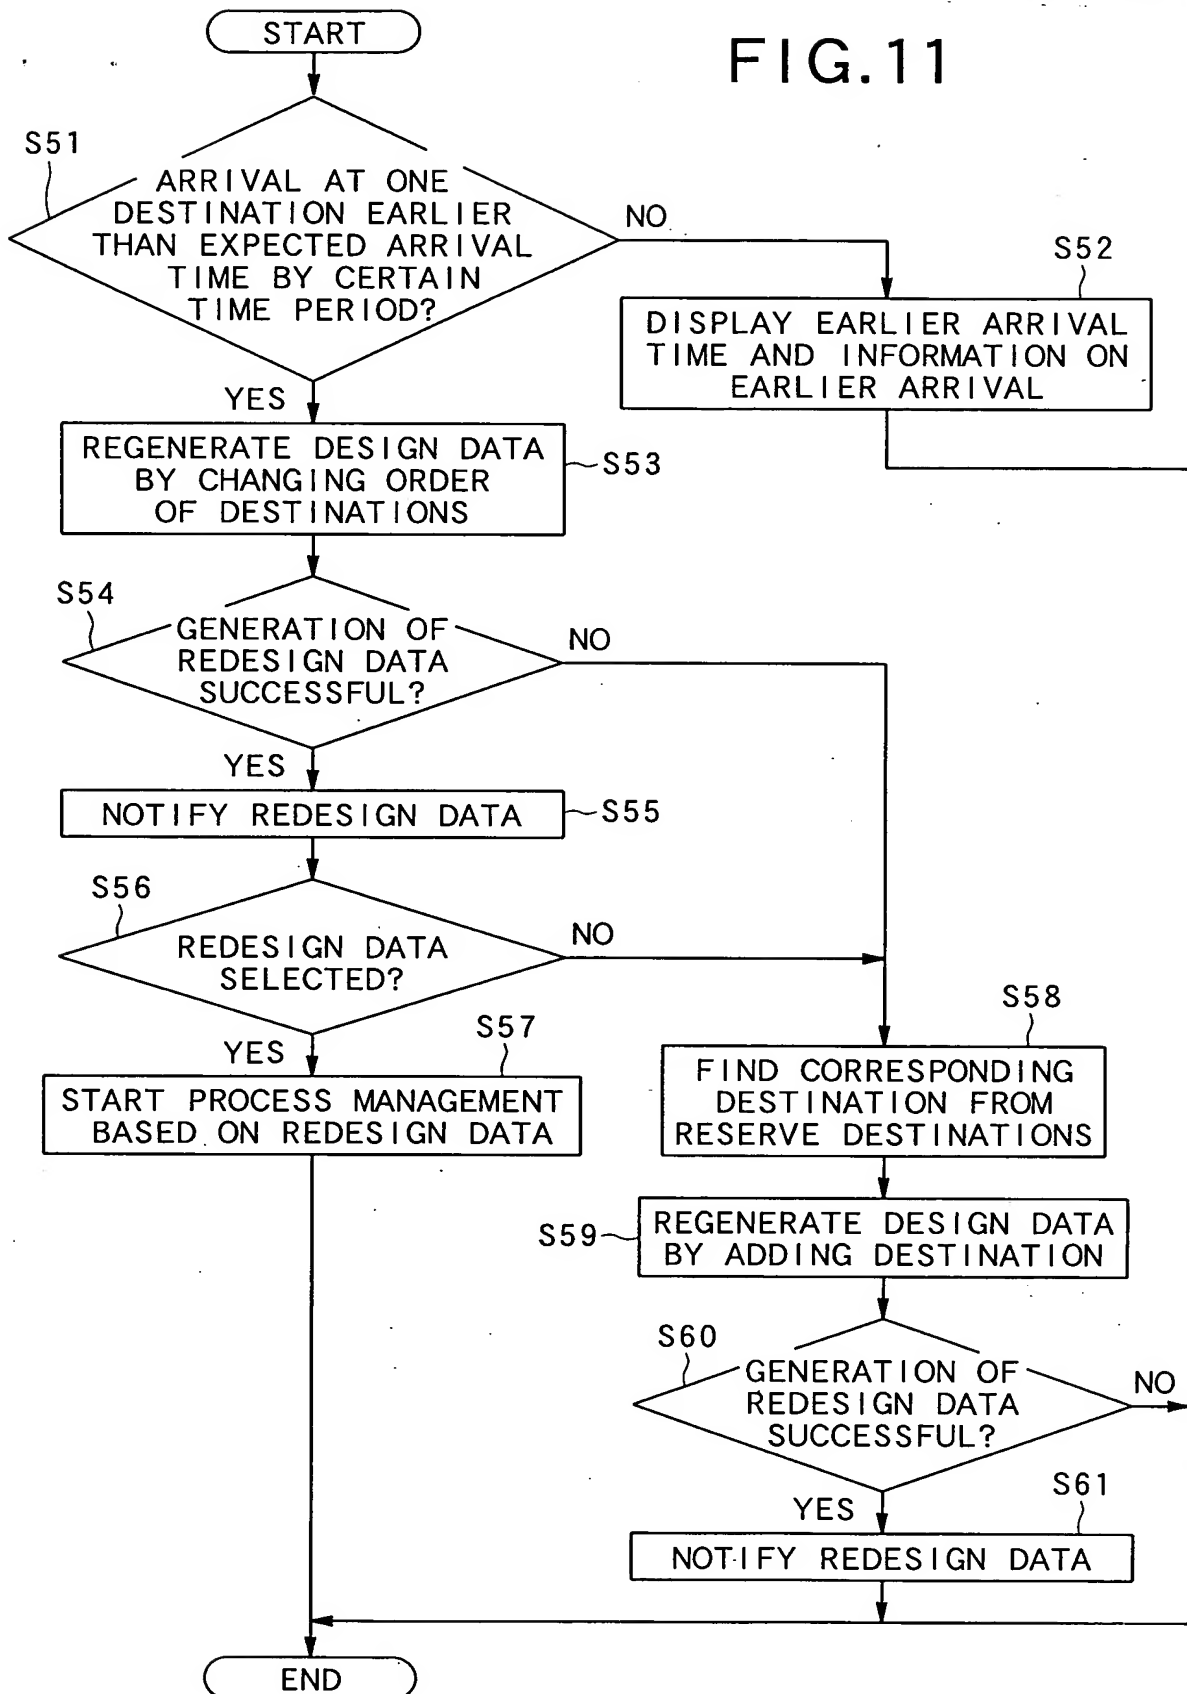 START
FIG.11
S51
ARRIVAL AT ONE
DESTINATION EARLIER
THAN EXPECTED ARRIVAL
TIME BY CERTAIN
TIME PERIOD?
NO
S52
DISPLAY EARLIER ARRIVAL
TIME AND INFORMATION ON
EARLIER ARRIVAL
YES
REGENERATE DESIGN DATA
BY CHANGING ORDER
OF DESTINATIONS
S53
S54
GENERATION OF
REDESIGN DATA
SUCCESSFUL?
NO
YES
NOTIFY REDESIGN DATA
S55
S56
REDESIGN DATA
SELECTED?
NO
YES
S57
START PROCESS MANAGEMENT
BASED ON REDESIGN DATA
S58
FIND CORRESPONDING
DESTINATION FROM
RESERVE DESTINATIONS
S59
REGENERATE DESIGN DATA
BY ADDING DESTINATION
S60
GENERATION OF
REDESIGN DATA
SUCCESSFUL?
NO
YES
S61
NOTIFY REDESIGN DATA
END